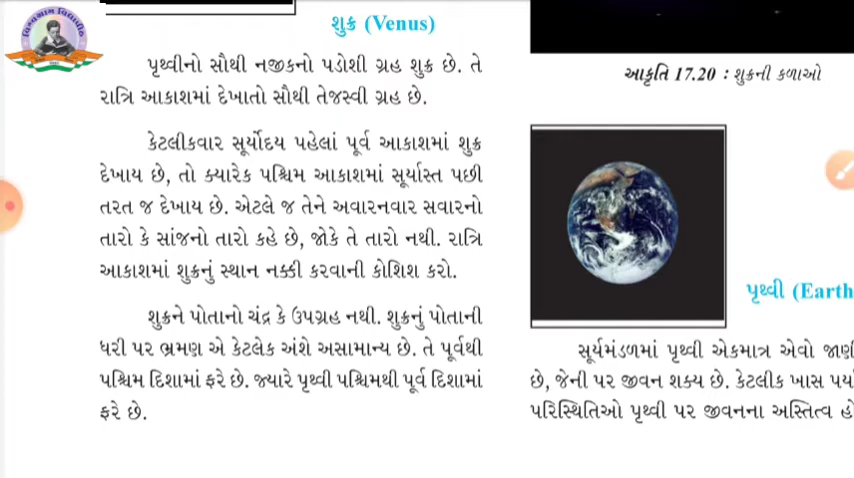 શુક્ર (Venus)
પૃથ્વીનો સૌથી નજીકનો પડોશી ગ્રહ શુક્ર છે. તે
રાત્રિ આકાશમાં દેખાતો સૌથી તેજસ્વી ગ્રહ છે.
કેટલીકવાર સૂર્યોદય પહેલાં પૂર્વ આકાશમાં શુક્ર
દેખાય છે, તો ક્યારેક પશ્ચિમ આકાશમાં સૂર્યાસ્ત પછી
તરત જ દેખાય છે. એટલે જ તેને અવારનવાર સવારનો
તારો કે સાંજનો તારો કહે છે, જોકે તે તારો નથી. રાત્રિ
આકાશમાં શુક્રનું સ્થાન નક્કી કરવાની કોશિશ કરો.
શુક્રને પોતાનો ચંદ્ર કે ઉપગ્રહ નથી. શુક્રનું પોતાની
ધરી પર ભ્રમણ એ કેટલેક અંશે અસામાન્ય છે. તે પૂર્વથી
પશ્ચિમ દિશામાં ફરે છે. જ્યારે પૃથ્વી પશ્ચિમથી પૂર્વ દિશામાં
ફરે છે.
આકૃતિ 17.20 : શુક્રની કળાઓ
પૃથ્વી (Earth
સૂર્યમંડળમાં પૃથ્વી એકમાત્ર એવો જાણી
છે, જેની પર જીવન શક્ય છે. કેટલીક ખાસ પર્યા
પરિસ્થિતિઓ પૃથ્વી પર જીવનના અસ્તિત્વ હો